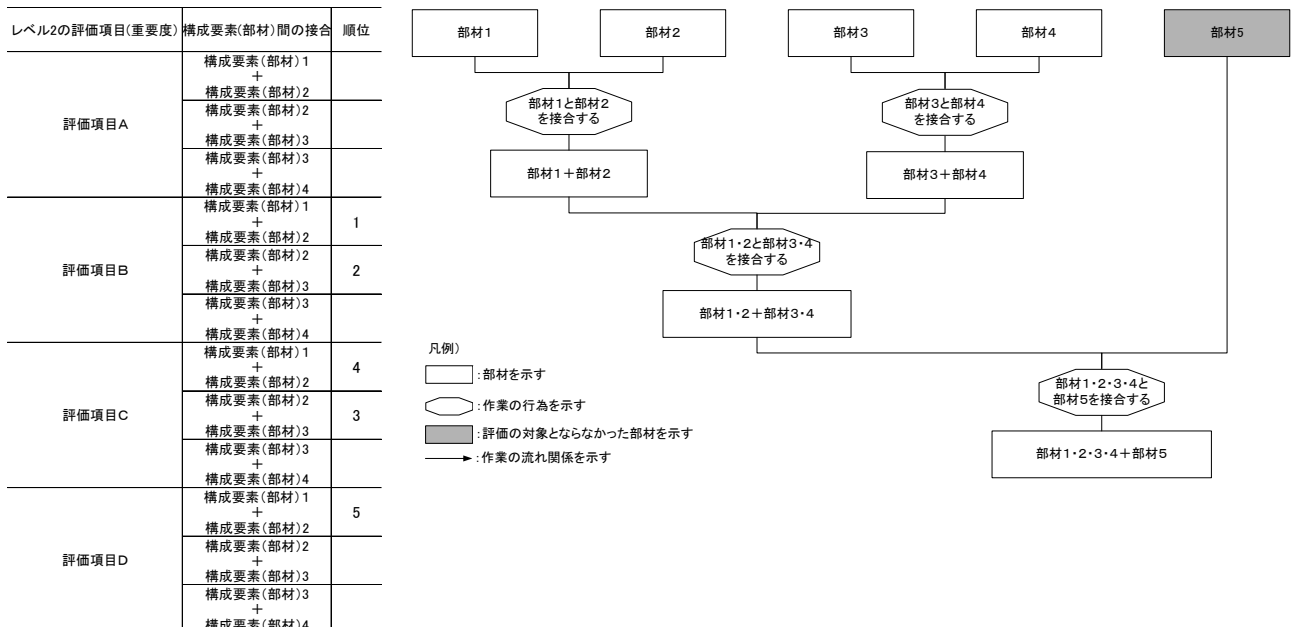 レベル2の評価項目(重要度) 構成要素(部材)間の接合 順位
評価項目A
構成要素(部材)1
+
構成要素(部材)2
構成要素(部材)2
+
構成要素(部材)3
構成要素(部材)3
+
構成要素(部材)4
評価項目B
構成要素(部材)1
+
構成要素(部材)2
1
構成要素(部材)2
+
構成要素(部材)3
2
構成要素(部材)3
+
構成要素(部材)4
評価項目C
構成要素(部材)1
+
構成要素(部材)2
4
構成要素(部材)2
+
構成要素(部材)3
3
構成要素(部材)3
+
構成要素(部材)4
評価項目D
構成要素(部材)1
+
構成要素(部材)2
5
構成要素(部材)2
+
構成要素(部材)3
構成要素(部材)3
+
構成要素(部材)4
部材1 部材2 部材3 部材4 部材5
部材1と部材2
を接合する
部材3と部材4
を接合する
部材1+部材2
部材3+部材4
部材1・2と部材3・4
を接合する
部材1・2+部材3・4
部材1・2・3・4と
部材5を接合する
部材1・2・3・4+部材5
凡例)
:部材を示す
:作業の行為を示す
:評価の対象とならなかった部材を示す
:作業の流れ関係を示す